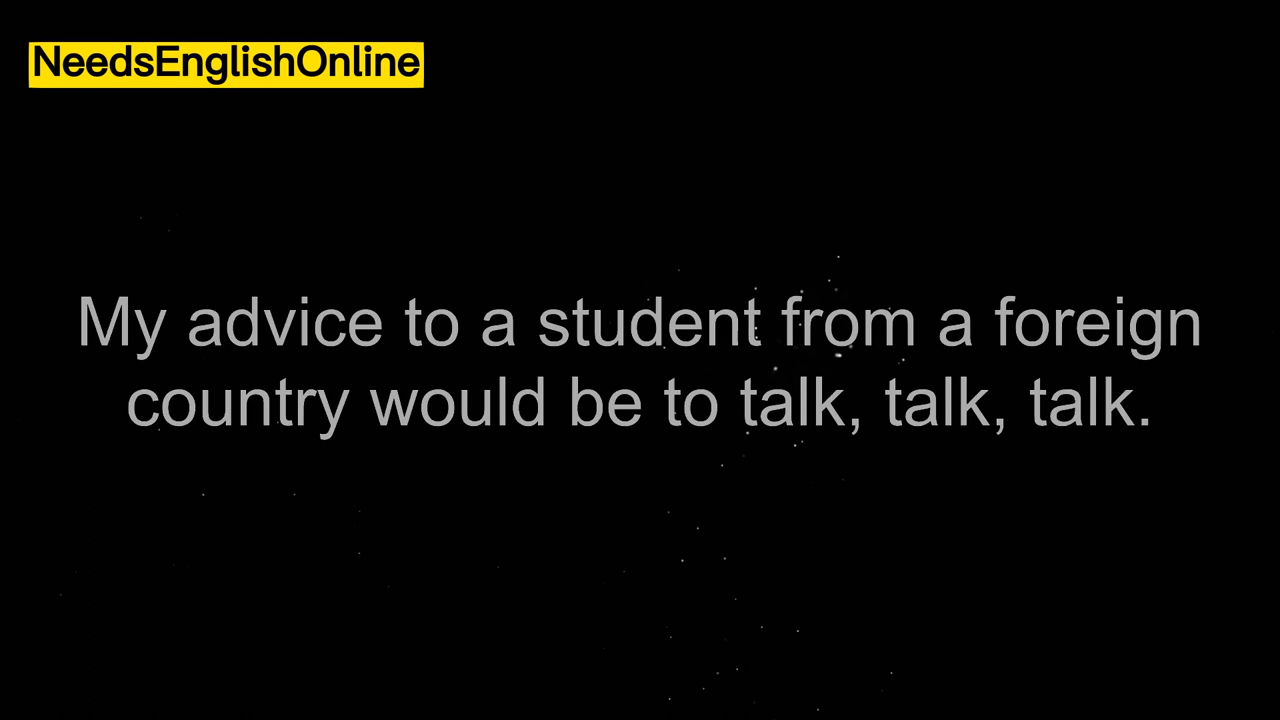 NeedsEnglishOnline
My advice to a student from a foreign
country would be to talk, talk, talk.